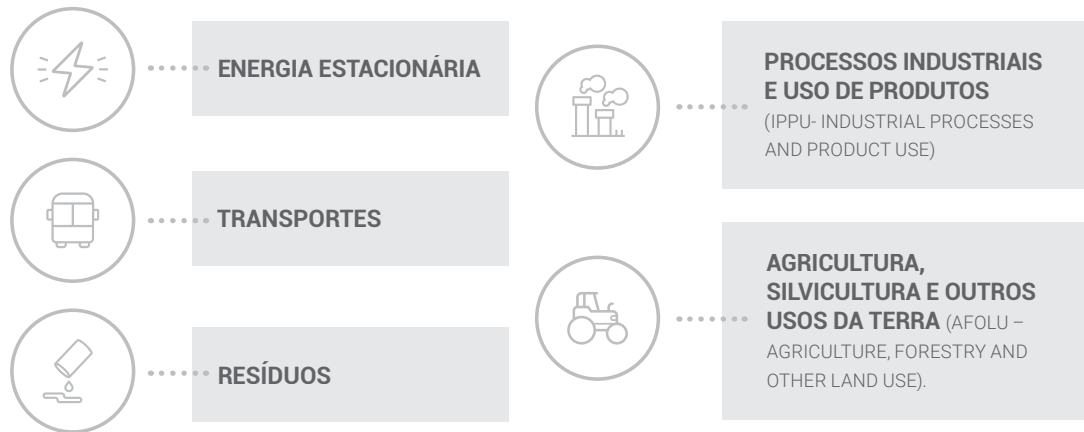 ENERGIA ESTACIONÁRIA
TRANSPORTES
RESÍDUOS
PROCESSOS INDUSTRIAIS
E USO DE PRODUTOS
(IPPU- INDUSTRIAL PROCESSES
AND PRODUCT USE)
AGRICULTURA,
SILVICULTURA E OUTROS
USOS DA TERRA (AFOLU –
AGRICULTURE, FORESTRY AND
OTHER LAND USE).